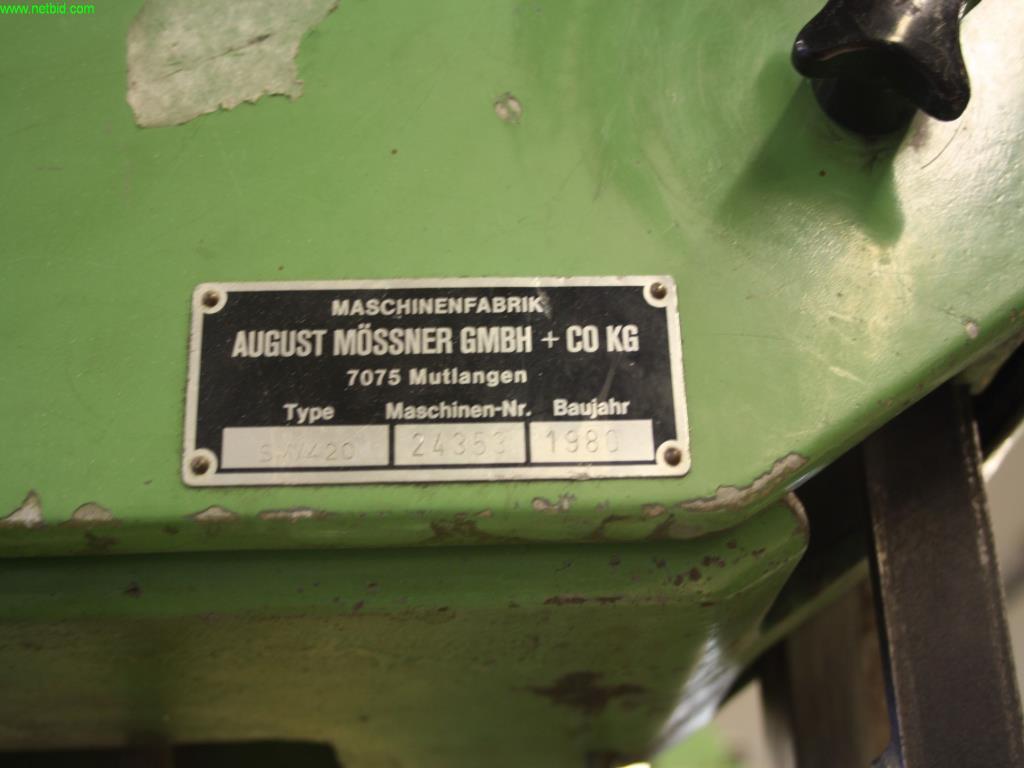 www.netbid.com
MASCHINENFABRIK
AUGUST MÖSSNER GMBH + CO KG
7075 Mutlangen
Type Maschinen-Nr. Baujahr
24353 1980